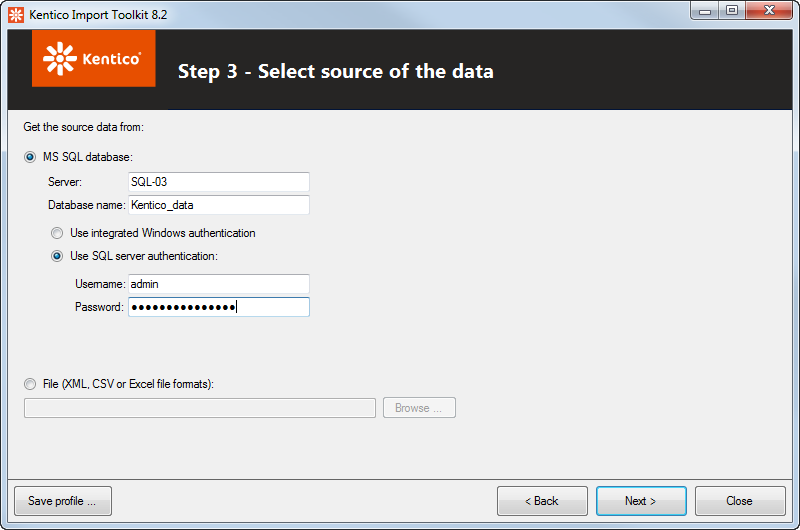 Kentico Import Toolkit 8.2
Kentico®
Step 3 - Select source of the data
Get the source data from:
MS SQL database:
Server: SQL-03
Database name: Kentico_data
Use integrated Windows authentication
Use SQL server authentication:
Username: admin
Password: ●●●●●●●●●●●●●●●
File (XML, CSV or Excel file formats):
Browse ...
Save profile ... < Back Next > Close